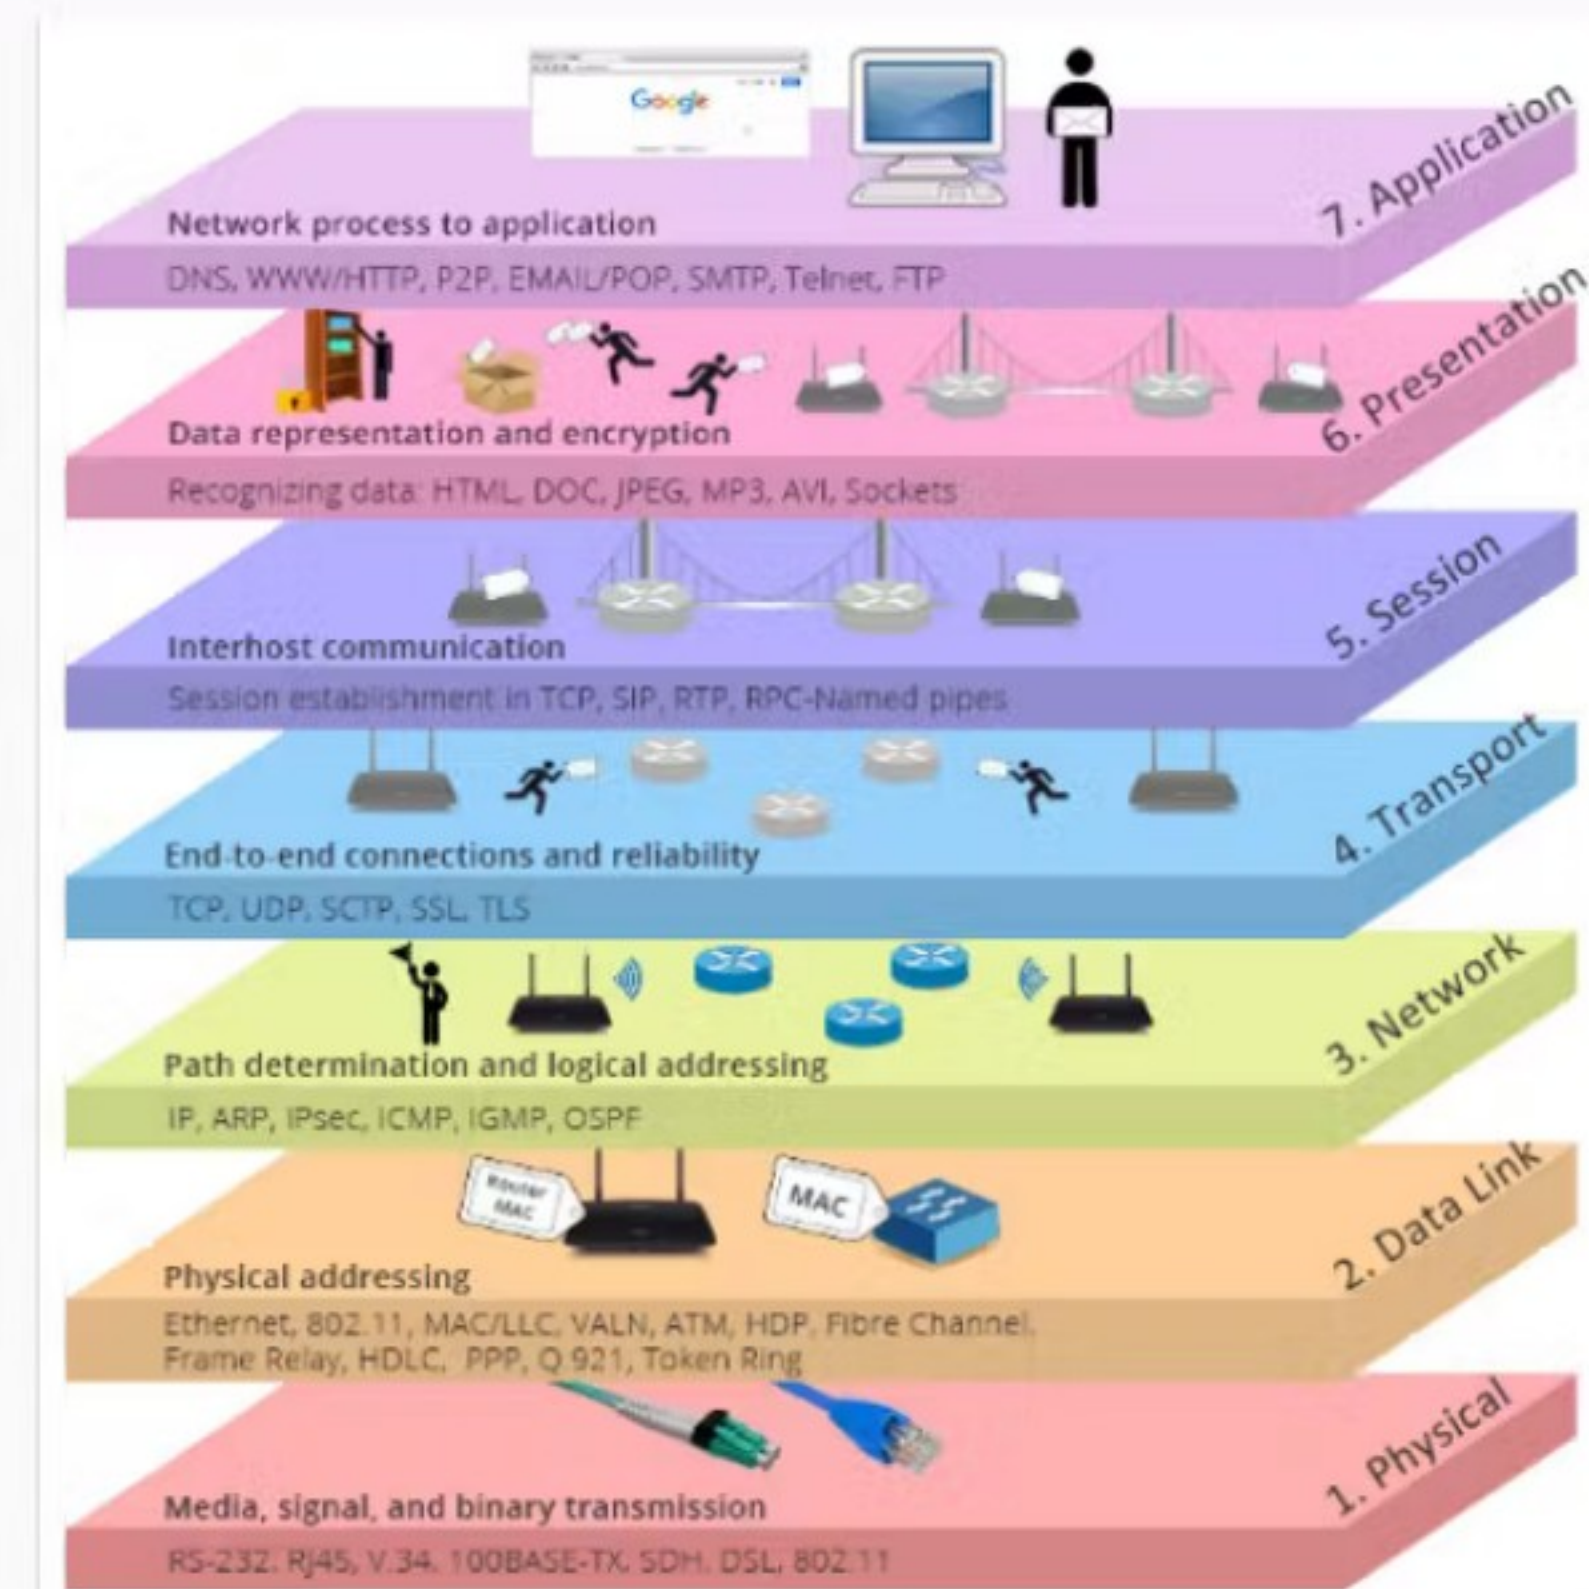 Google
7. Application
Network process to application
DNS, WWW/HTTP, P2P, EMAIL/POP, SMTP, Telnet, FTP
6. Presentation
Data representation and encryption
Recognizing data: HTML, DOC, JPEG, MP3, AVI, Sockets
5. Session
Interhost communication
Session establishment in TCP, SIP, RTP, RPC-Named pipes
4. Transport
End-to-end connections and reliability
TCP, UDP, SCTP, SSL, TLS
3. Network
Path determination and logical addressing
IP, ARP, IPsec, ICMP, IGMP, OSPF
Router
MAC
MAC
2. Data Link
Physical addressing
Ethernet, 802.11, MAC/LLC, VALN, ATM, HDP, Fibre Channel,
Frame Relay, HDLC, PPP, Q.921, Token Ring
1. Physical
Media, signal, and binary transmission
RS-232, RJ45, V.34, 100BASE-TX, SDH, DSL, 802.11